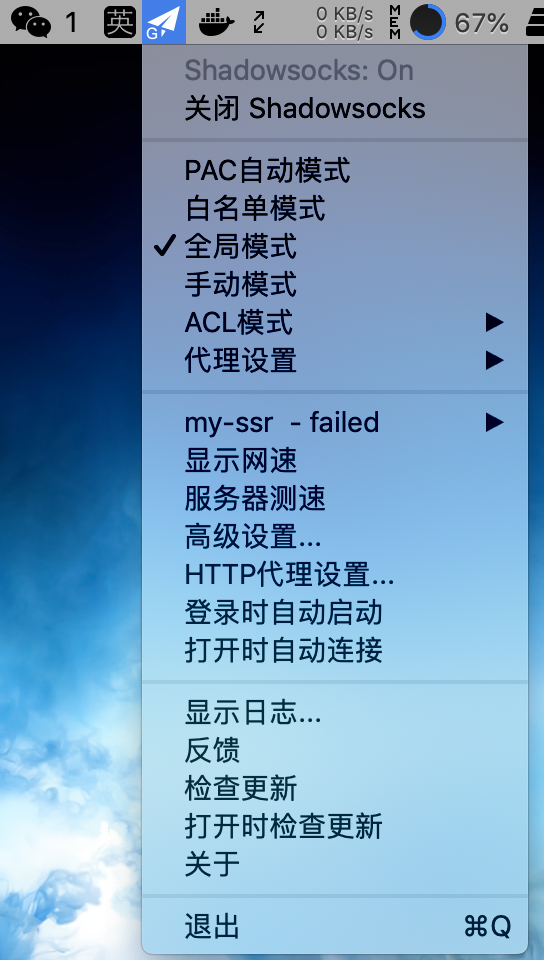 1 英 G 0 KB/s MEM 67%
0 KB/s
Shadowsocks: On
关闭 Shadowsocks
PAC自动模式
白名单模式
✓ 全局模式
手动模式
ACL模式 ▶
代理设置 ▶
my-ssr - failed ▶
显示网速
服务器测速
高级设置...
HTTP代理设置...
登录时自动启动
打开时自动连接
显示日志...
反馈
检查更新
打开时检查更新
关于
退出 ⌘Q